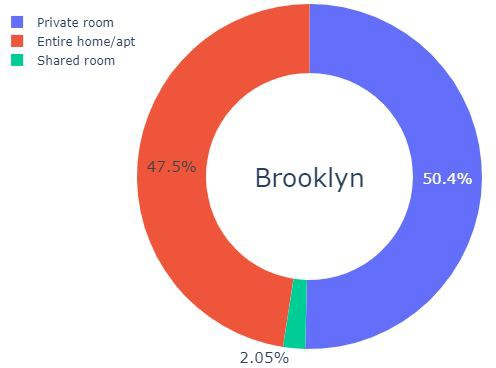 Private room
Entire home/apt
Shared room
47.5%
Brooklyn
50.4%
2.05%